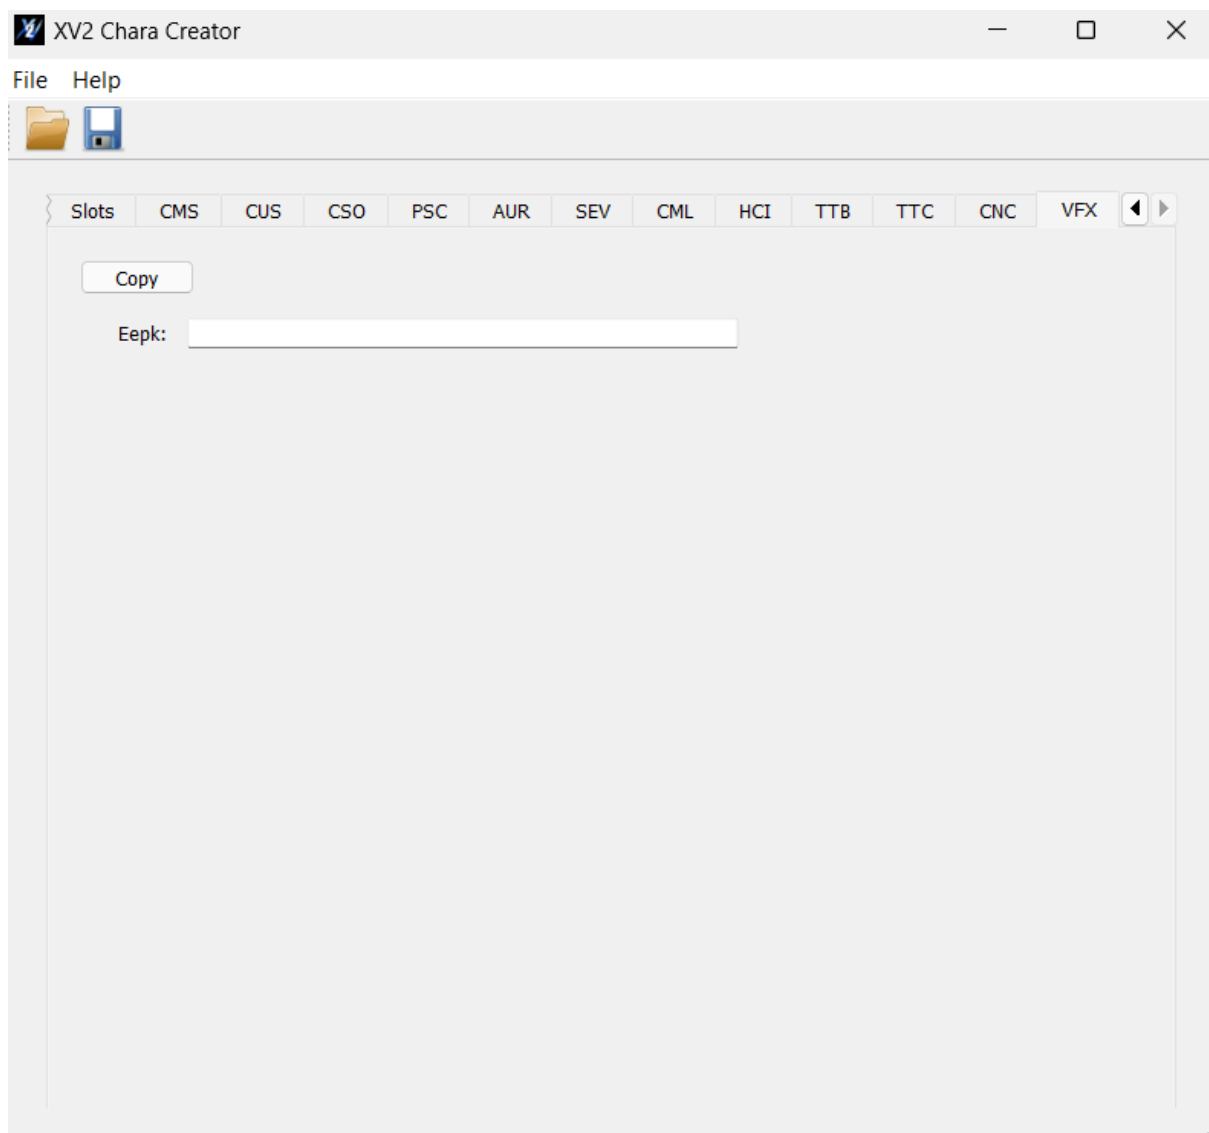 XV2 Chara Creator
File Help
Slots CMS CUS CSO PSC AUR SEV CML HCI TTB TTC CNC VFX
Copy
Eepk: